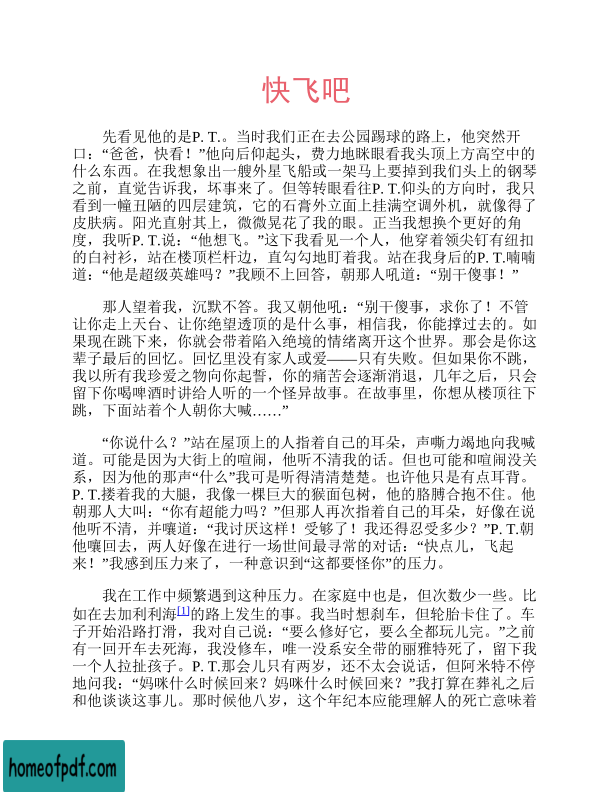 快飞吧
先看见他的是P. T.。当时我们正在去公园踢球的路上，他突然开
口：“爸爸，快看！”他向后仰起头，费力地眯眼看我头顶上方高空中的
什么东西。在我想象出一艘外星飞船或一架马上要掉到我们头上的钢琴
之前，直觉告诉我，坏事来了。但等转眼看往P. T.仰头的方向时，我只
看到一幢丑陋的四层建筑，它的石膏外立面上挂满空调外机，就像得了
皮肤病。阳光直射其上，微微晃花了我的眼。正当我想换个更好的角
度，我听P. T.说：“他想飞。”这下我看见一个人，他穿着领尖钉有纽扣
的白衬衫，站在楼顶栏杆边，直勾勾地盯着我。站在我身后的P. T.喃喃
道：“他是超级英雄吗？”我顾不上回答，朝那人吼道：“别干傻事！”
那人望着我，沉默不答。我又朝他吼：“别干傻事，求你了！不管
让你走上天台、让你绝望透顶的是什么事，相信我，你能撑过去的。如
果现在跳下来，你就会带着陷入绝境的情绪离开这个世界。那会是你这
辈子最后的回忆。回忆里没有家人或爱——只有失败。但如果你不跳，
我以所有我珍爱之物向你起誓，你的痛苦会逐渐消退，几年之后，只会
留下你喝啤酒时讲给人听的一个怪异故事。在故事里，你想从楼顶往下
跳，下面站着个人朝你大喊……”
“你说什么？”站在屋顶上的人指着自己的耳朵，声嘶力竭地向我喊
道。可能是因为大街上的喧闹，他听不清我的话。但也可能和喧闹没关
系，因为他的那声“什么”我可是听得清清楚楚。也许他只是有点耳背。
P. T.搂着我的大腿，我像一棵巨大的猴面包树，他的胳膊合抱不住。他
朝那人大叫：“你有超能力吗？”但那人再次指着自己的耳朵，好像在说
他听不清，并嚷道：“我讨厌这样！受够了！我还得忍受多少？”P. T.朝
他嚷回去，两人好像在进行一场世间最寻常的对话：“快点儿，飞起
来！”我感到压力来了，一种意识到“这都要怪你”的压力。
我在工作中频繁遇到这种压力。在家庭中也是，但次数少一些。比
如在去加利利海[1]的路上发生的事。我当时想刹车，但轮胎卡住了。车
子开始沿路打滑，我对自己说：“要么修好它，要么全都玩儿完。”之前
有一回开车去死海，我没修车，唯一没系安全带的丽雅特死了，留下我
一个人拉扯孩子。P. T.那会儿只有两岁，还不太会说话，但阿米特不停
地问我：“妈咪什么时候回来？妈咪什么时候回来？”我打算在葬礼之后
和他谈谈这事儿。那时候他八岁，这个年纪本应能理解人的死亡意味着
homeofpdf.com